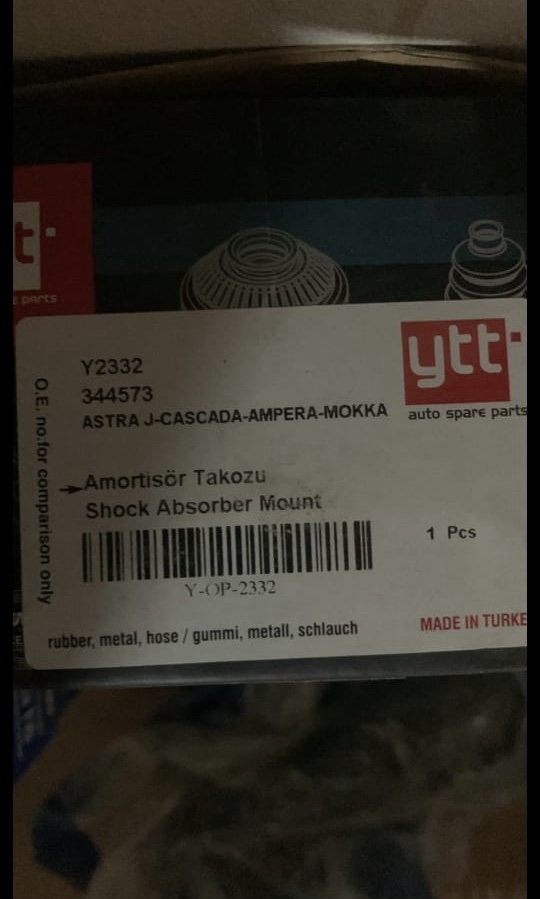 t
e parts
ytt
auto spare parts
Y2332
344573
ASTRA J-CASCADA-AMPERA-MOKKA
O.E. no.for comparison only
Amortisör Takozu
Shock Absorber Mount
1 Pcs
Y-OP-2332
rubber, metal, hose / gummi, metall, schlauch
MADE IN TURKE